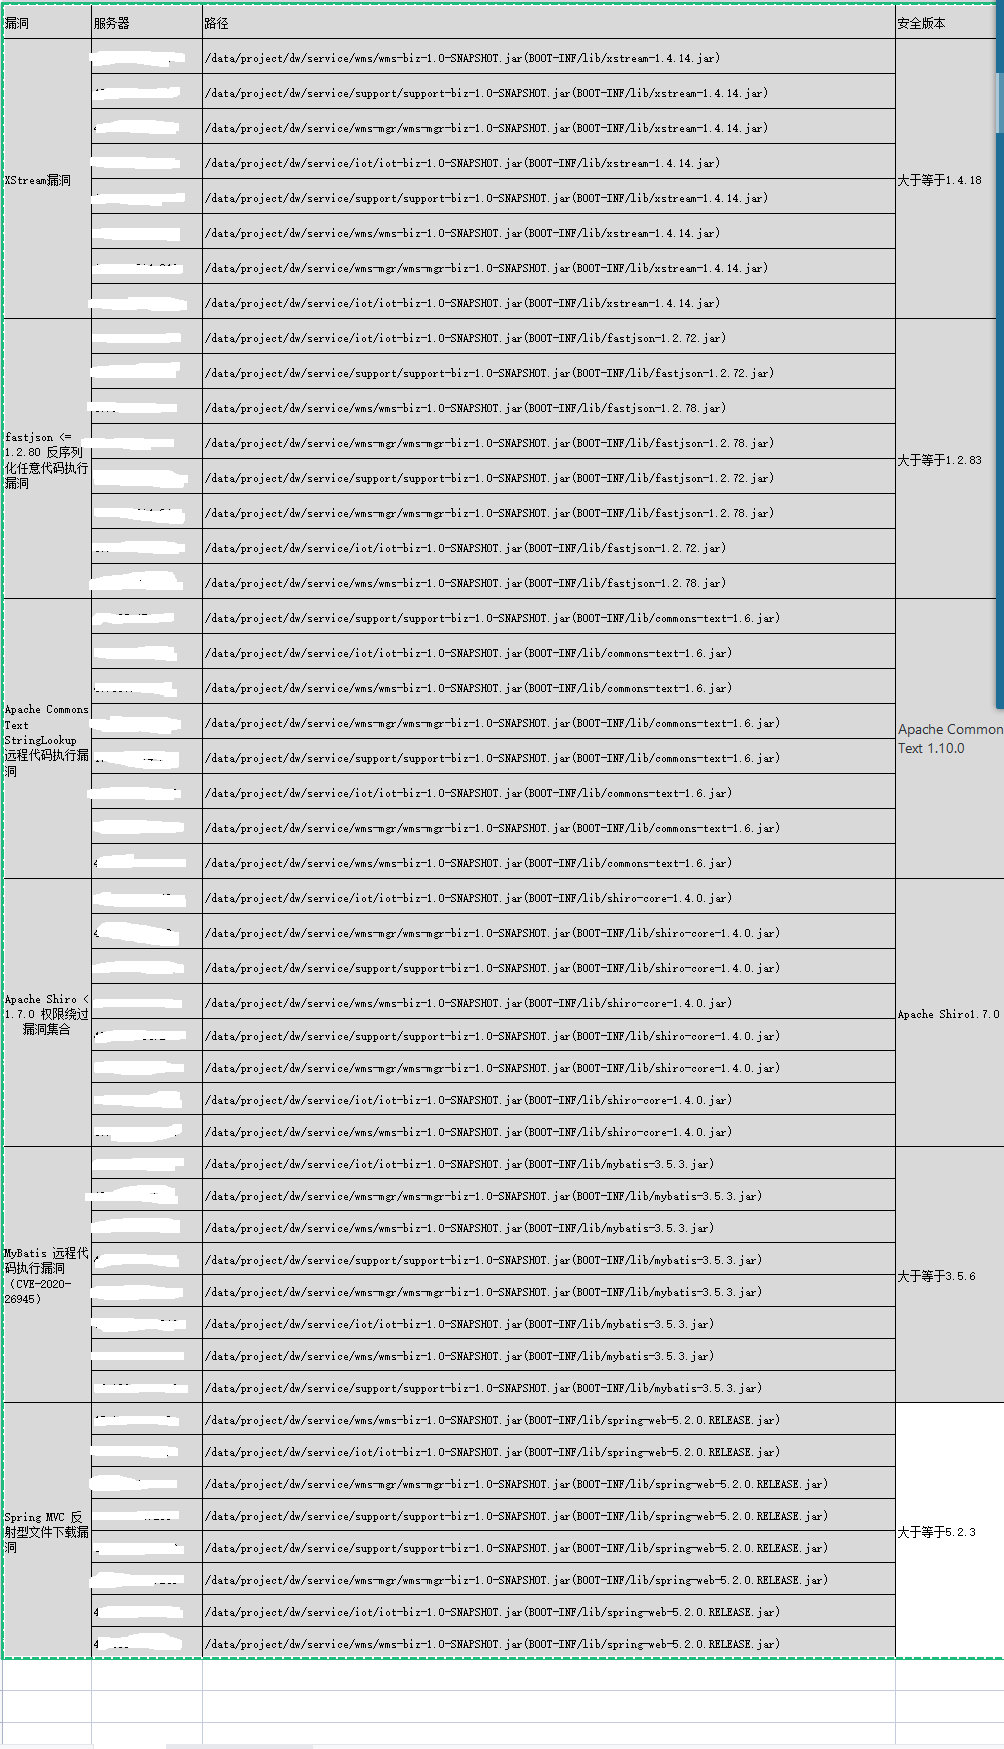 漏洞 服务器 路径 安全版本
/data/project/dw/service/wms/wms-biz-1.0-SNAPSHOT.jar(BOOT-INF/lib/xstream-1.4.14.jar)
/data/project/dw/service/support/support-biz-1.0-SNAPSHOT.jar(BOOT-INF/lib/xstream-1.4.14.jar)
/data/project/dw/service/wms-mgr/wms-mgr-biz-1.0-SNAPSHOT.jar(BOOT-INF/lib/xstream-1.4.14.jar)
/data/project/dw/service/iot/iot-biz-1.0-SNAPSHOT.jar(BOOT-INF/lib/xstream-1.4.14.jar)
XStream漏洞
大于等于1.4.18
/data/project/dw/service/support/support-biz-1.0-SNAPSHOT.jar(BOOT-INF/lib/xstream-1.4.14.jar)
/data/project/dw/service/wms/wms-biz-1.0-SNAPSHOT.jar(BOOT-INF/lib/xstream-1.4.14.jar)
/data/project/dw/service/wms-mgr/wms-mgr-biz-1.0-SNAPSHOT.jar(BOOT-INF/lib/xstream-1.4.14.jar)
/data/project/dw/service/iot/iot-biz-1.0-SNAPSHOT.jar(BOOT-INF/lib/xstream-1.4.14.jar)
/data/project/dw/service/iot/iot-biz-1.0-SNAPSHOT.jar(BOOT-INF/lib/fastjson-1.2.72.jar)
/data/project/dw/service/support/support-biz-1.0-SNAPSHOT.jar(BOOT-INF/lib/fastjson-1.2.72.jar)
/data/project/dw/service/wms/wms-biz-1.0-SNAPSHOT.jar(BOOT-INF/lib/fastjson-1.2.78.jar)
/data/project/dw/service/wms-mgr/wms-mgr-biz-1.0-SNAPSHOT.jar(BOOT-INF/lib/fastjson-1.2.78.jar)
fastjson <=
1.2.80 反序列
化任意代码执行
漏洞
大于等于1.2.83
/data/project/dw/service/support/support-biz-1.0-SNAPSHOT.jar(BOOT-INF/lib/fastjson-1.2.72.jar)
/data/project/dw/service/wms-mgr/wms-mgr-biz-1.0-SNAPSHOT.jar(BOOT-INF/lib/fastjson-1.2.78.jar)
/data/project/dw/service/iot/iot-biz-1.0-SNAPSHOT.jar(BOOT-INF/lib/fastjson-1.2.72.jar)
/data/project/dw/service/wms/wms-biz-1.0-SNAPSHOT.jar(BOOT-INF/lib/fastjson-1.2.78.jar)
/data/project/dw/service/support/support-biz-1.0-SNAPSHOT.jar(BOOT-INF/lib/commons-text-1.6.jar)
/data/project/dw/service/iot/iot-biz-1.0-SNAPSHOT.jar(BOOT-INF/lib/commons-text-1.6.jar)
/data/project/dw/service/wms/wms-biz-1.0-SNAPSHOT.jar(BOOT-INF/lib/commons-text-1.6.jar)
/data/project/dw/service/wms-mgr/wms-mgr-biz-1.0-SNAPSHOT.jar(BOOT-INF/lib/commons-text-1.6.jar)
Apache Commons
Text
StringLookup
远程代码执行漏
洞
Apache Common
Text 1.10.0
/data/project/dw/service/support/support-biz-1.0-SNAPSHOT.jar(BOOT-INF/lib/commons-text-1.6.jar)
/data/project/dw/service/iot/iot-biz-1.0-SNAPSHOT.jar(BOOT-INF/lib/commons-text-1.6.jar)
/data/project/dw/service/wms-mgr/wms-mgr-biz-1.0-SNAPSHOT.jar(BOOT-INF/lib/commons-text-1.6.jar)
/data/project/dw/service/wms/wms-biz-1.0-SNAPSHOT.jar(BOOT-INF/lib/commons-text-1.6.jar)
/data/project/dw/service/iot/iot-biz-1.0-SNAPSHOT.jar(BOOT-INF/lib/shiro-core-1.4.0.jar)
/data/project/dw/service/wms-mgr/wms-mgr-biz-1.0-SNAPSHOT.jar(BOOT-INF/lib/shiro-core-1.4.0.jar)
/data/project/dw/service/support/support-biz-1.0-SNAPSHOT.jar(BOOT-INF/lib/shiro-core-1.4.0.jar)
/data/project/dw/service/wms/wms-biz-1.0-SNAPSHOT.jar(BOOT-INF/lib/shiro-core-1.4.0.jar)
Apache Shiro <
1.7.0 权限绕过
漏洞集合
Apache Shiro1.7.0
/data/project/dw/service/support/support-biz-1.0-SNAPSHOT.jar(BOOT-INF/lib/shiro-core-1.4.0.jar)
/data/project/dw/service/wms-mgr/wms-mgr-biz-1.0-SNAPSHOT.jar(BOOT-INF/lib/shiro-core-1.4.0.jar)
/data/project/dw/service/iot/iot-biz-1.0-SNAPSHOT.jar(BOOT-INF/lib/shiro-core-1.4.0.jar)
/data/project/dw/service/wms/wms-biz-1.0-SNAPSHOT.jar(BOOT-INF/lib/shiro-core-1.4.0.jar)
/data/project/dw/service/iot/iot-biz-1.0-SNAPSHOT.jar(BOOT-INF/lib/mybatis-3.5.3.jar)
/data/project/dw/service/wms-mgr/wms-mgr-biz-1.0-SNAPSHOT.jar(BOOT-INF/lib/mybatis-3.5.3.jar)
/data/project/dw/service/wms/wms-biz-1.0-SNAPSHOT.jar(BOOT-INF/lib/mybatis-3.5.3.jar)
/data/project/dw/service/support/support-biz-1.0-SNAPSHOT.jar(BOOT-INF/lib/mybatis-3.5.3.jar)
MyBatis 远程代
码执行漏洞
（CVE-2020-
26945）
大于等于3.5.6
/data/project/dw/service/wms-mgr/wms-mgr-biz-1.0-SNAPSHOT.jar(BOOT-INF/lib/mybatis-3.5.3.jar)
/data/project/dw/service/iot/iot-biz-1.0-SNAPSHOT.jar(BOOT-INF/lib/mybatis-3.5.3.jar)
/data/project/dw/service/wms/wms-biz-1.0-SNAPSHOT.jar(BOOT-INF/lib/mybatis-3.5.3.jar)
/data/project/dw/service/support/support-biz-1.0-SNAPSHOT.jar(BOOT-INF/lib/mybatis-3.5.3.jar)
/data/project/dw/service/wms/wms-biz-1.0-SNAPSHOT.jar(BOOT-INF/lib/spring-web-5.2.0.RELEASE.jar)
/data/project/dw/service/iot/iot-biz-1.0-SNAPSHOT.jar(BOOT-INF/lib/spring-web-5.2.0.RELEASE.jar)
/data/project/dw/service/wms-mgr/wms-mgr-biz-1.0-SNAPSHOT.jar(BOOT-INF/lib/spring-web-5.2.0.RELEASE.jar)
/data/project/dw/service/support/support-biz-1.0-SNAPSHOT.jar(BOOT-INF/lib/spring-web-5.2.0.RELEASE.jar)
Spring MVC 反
射型文件下载漏
洞
大于等于5.2.3
/data/project/dw/service/support/support-biz-1.0-SNAPSHOT.jar(BOOT-INF/lib/spring-web-5.2.0.RELEASE.jar)
/data/project/dw/service/wms-mgr/wms-mgr-biz-1.0-SNAPSHOT.jar(BOOT-INF/lib/spring-web-5.2.0.RELEASE.jar)
/data/project/dw/service/iot/iot-biz-1.0-SNAPSHOT.jar(BOOT-INF/lib/spring-web-5.2.0.RELEASE.jar)
/data/project/dw/service/wms/wms-biz-1.0-SNAPSHOT.jar(BOOT-INF/lib/spring-web-5.2.0.RELEASE.jar)